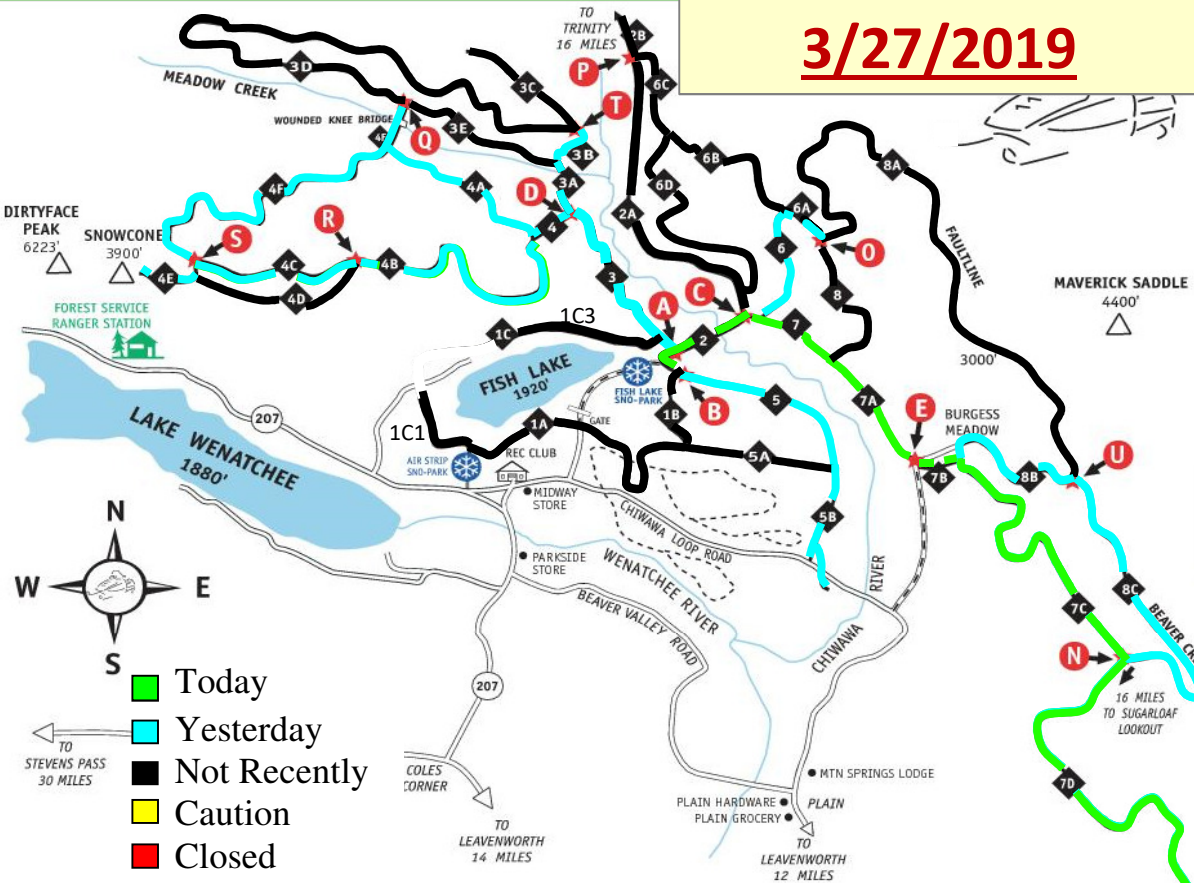 3/27/2019
TO
TRINITY
16 MILES
2B
P
6C
3D
MEADOW CREEK
3C
T
WOUNDED KNEE BRIDGE
Q
3E
3B
6B
8A
4A
3A
6D
4F
D
2A
6A
DIRTYFACE
PEAK
6223'
SNOWCONE
3900'
S
R
4
6
O
FAULTLINE
4E
4C
4B
4D
3
C
8
MAVERICK SADDLE
4400'
FOREST SERVICE
RANGER STATION
A
1C3
1C
2
7
3000'
FISH LAKE
1920'
FISH LAKE
SNO-PARK
B
5
7A
E
BURGESS
MEADOW
LAKE WENATCHEE
1880'
207
1C1
1A
GATE
1B
5A
U
AIR STRIP
SNO-PARK
REC CLUB
7B
8B
MIDWAY
STORE
CHIWAWA LOOP ROAD
5B
N
W
E
S
PARKSIDE
STORE
WENATCHEE RIVER
BEAVER VALLEY ROAD
CHIWAWA
RIVER
7C
8C
BEAVER CR
N
16 MILES
TO SUGARLOAF
LOOKOUT
207
Today
Yesterday
Not Recently
Caution
Closed
TO
STEVENS PASS
30 MILES
COLES
CORNER
TO
LEAVENWORTH
14 MILES
MTN SPRINGS LODGE
PLAIN HARDWARE
PLAIN
PLAIN GROCERY
TO
LEAVENWORTH
12 MILES
7D